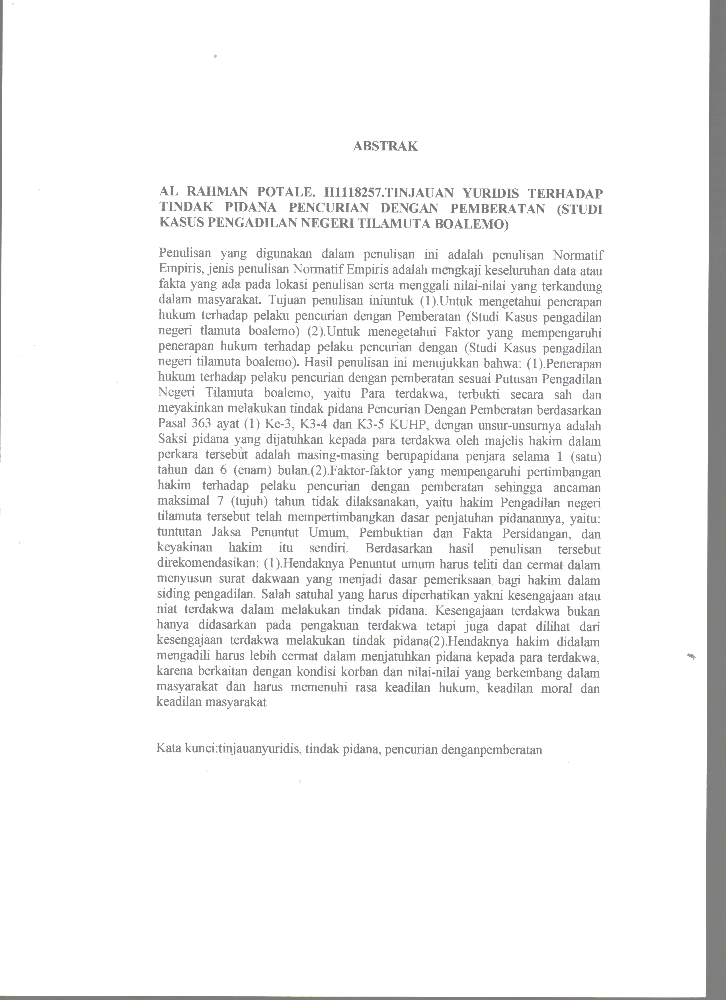 ABSTRAK
AL RAHMAN POTALE. H1118257.TINJAUAN YURIDIS TERHADAP
TINDAK PIDANA PENCURIAN DENGAN PEMBERATAN (STUDI
KASUS PENGADILAN NEGERI TILAMUTA BOALEMO)
Penulisan yang digunakan dalam penulisan ini adalah penulisan Normatif
Empiris, jenis penulisan Normatif Empiris adalah mengkaji keseluruhan data atau
fakta yang ada pada lokasi penulisan serta menggali nilai-nilai yang terkandung
dalam masyarakat. Tujuan penulisan iniuntuk (1).Untuk mengetahui penerapan
hukum terhadap pelaku pencurian dengan Pemberatan (Studi Kasus pengadilan
negeri tlamuta boalemo) (2).Untuk menegetahui Faktor yang mempengaruhi
penerapan hukum terhadap pelaku pencurian dengan (Studi Kasus pengadilan
negeri tilamuta boalemo). Hasil penulisan ini menujukkan bahwa: (1).Penerapan
hukum terhadap pelaku pencurian dengan pemberatan sesuai Putusan Pengadilan
Negeri Tilamuta boalemo, yaitu Para terdakwa, terbukti secara sah dan
meyakinkan melakukan tindak pidana Pencurian Dengan Pemberatan berdasarkan
Pasal 363 ayat (1) Ke-3, K3-4 dan K3-5 KUHP, dengan unsur-unsurnya adalah
Saksi pidana yang dijatuhkan kepada para terdakwa oleh majelis hakim dalam
perkara tersebut adalah masing-masing berupapidana penjara selama 1 (satu)
tahun dan 6 (enam) bulan.(2).Faktor-faktor yang mempengaruhi pertimbangan
hakim terhadap pelaku pencurian dengan pemberatan sehingga ancaman
maksimal 7 (tujuh) tahun tidak dilaksanakan, yaitu hakim Pengadilan negeri
tilamuta tersebut telah mempertimbangkan dasar penjatuhan pidanannya, yaitu:
tuntutan Jaksa Penuntut Umum, Pembuktian dan Fakta Persidangan, dan
keyakinan hakim itu sendiri. Berdasarkan hasil penulisan tersebut
direkomendasikan: (1).Hendaknya Penuntut umum harus teliti dan cermat dalam
menyusun surat dakwaan yang menjadi dasar pemeriksaan bagi hakim dalam
siding pengadilan. Salah satuhal yang harus diperhatikan yakni kesengajaan atau
niat terdakwa dalam melakukan tindak pidana. Kesengajaan terdakwa bukan
hanya didasarkan pada pengakuan terdakwa tetapi juga dapat dilihat dari
kesengajaan terdakwa melakukan tindak pidana(2).Hendaknya hakim didalam
mengadili harus lebih cermat dalam menjatuhkan pidana kepada para terdakwa,
karena berkaitan dengan kondisi korban dan nilai-nilai yang berkembang dalam
masyarakat dan harus memenuhi rasa keadilan hukum, keadilan moral dan
keadilan masyarakat
Kata kunci:tinjauanyuridis, tindak pidana, pencurian denganpemberatan